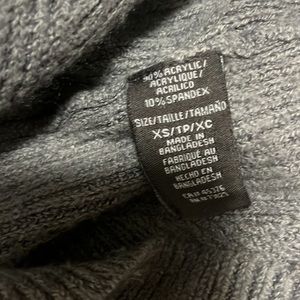 90% ACRYLIC/
ACRYLIQUE/
ACRILICO
10% SPANDEX
SIZE/TAILLE/TAMAÑO
XS/TP/XC
MADE IN
BANGLADESH
FABRIQUÉ AU
BANGLADESH
HECHO EN
BANGLADESH